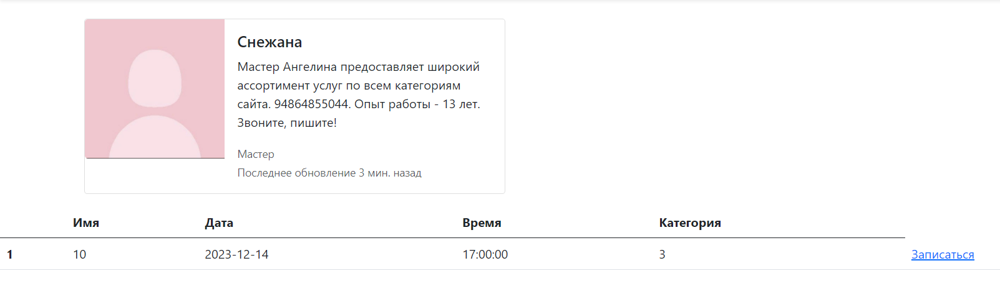 Снежана
Мастер Ангелина предоставляет широкий
ассортимент услуг по всем категориям
сайта. 94864855044. Опыт работы - 13 лет.
Звоните, пишите!
Мастер
Последнее обновление 3 мин. назад
Имя Дата Время Категория
1 10 2023-12-14 17:00:00 3 Записаться